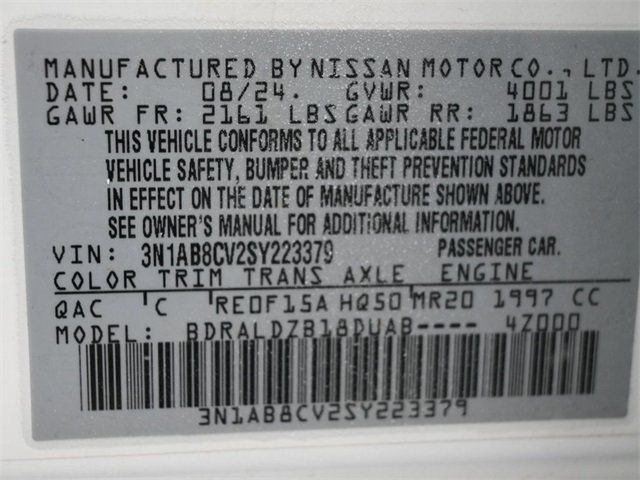 MANUFACTURED BY NISSAN MOTOR CO., LTD.
DATE: 08/24. GVWR: 4001 LBS
GAWR FR: 2161 LBS GAWR RR: 1863 LBS
THIS VEHICLE CONFORMS TO ALL APPLICABLE FEDERAL MOTOR
VEHICLE SAFETY, BUMPER AND THEFT PREVENTION STANDARDS
IN EFFECT ON THE DATE OF MANUFACTURE SHOWN ABOVE.
SEE OWNER'S MANUAL FOR ADDITIONAL INFORMATION.
VIN: 3N1AB8CV2SY223379 PASSENGER CAR.
COLOR TRIM TRANS AXLE ENGINE
QAC 'C RE0F15A HQ50 MR20 1997 CC
MODEL: BDRALDZB18DUAB---- 4Z000
3N1AB8CV2SY223379